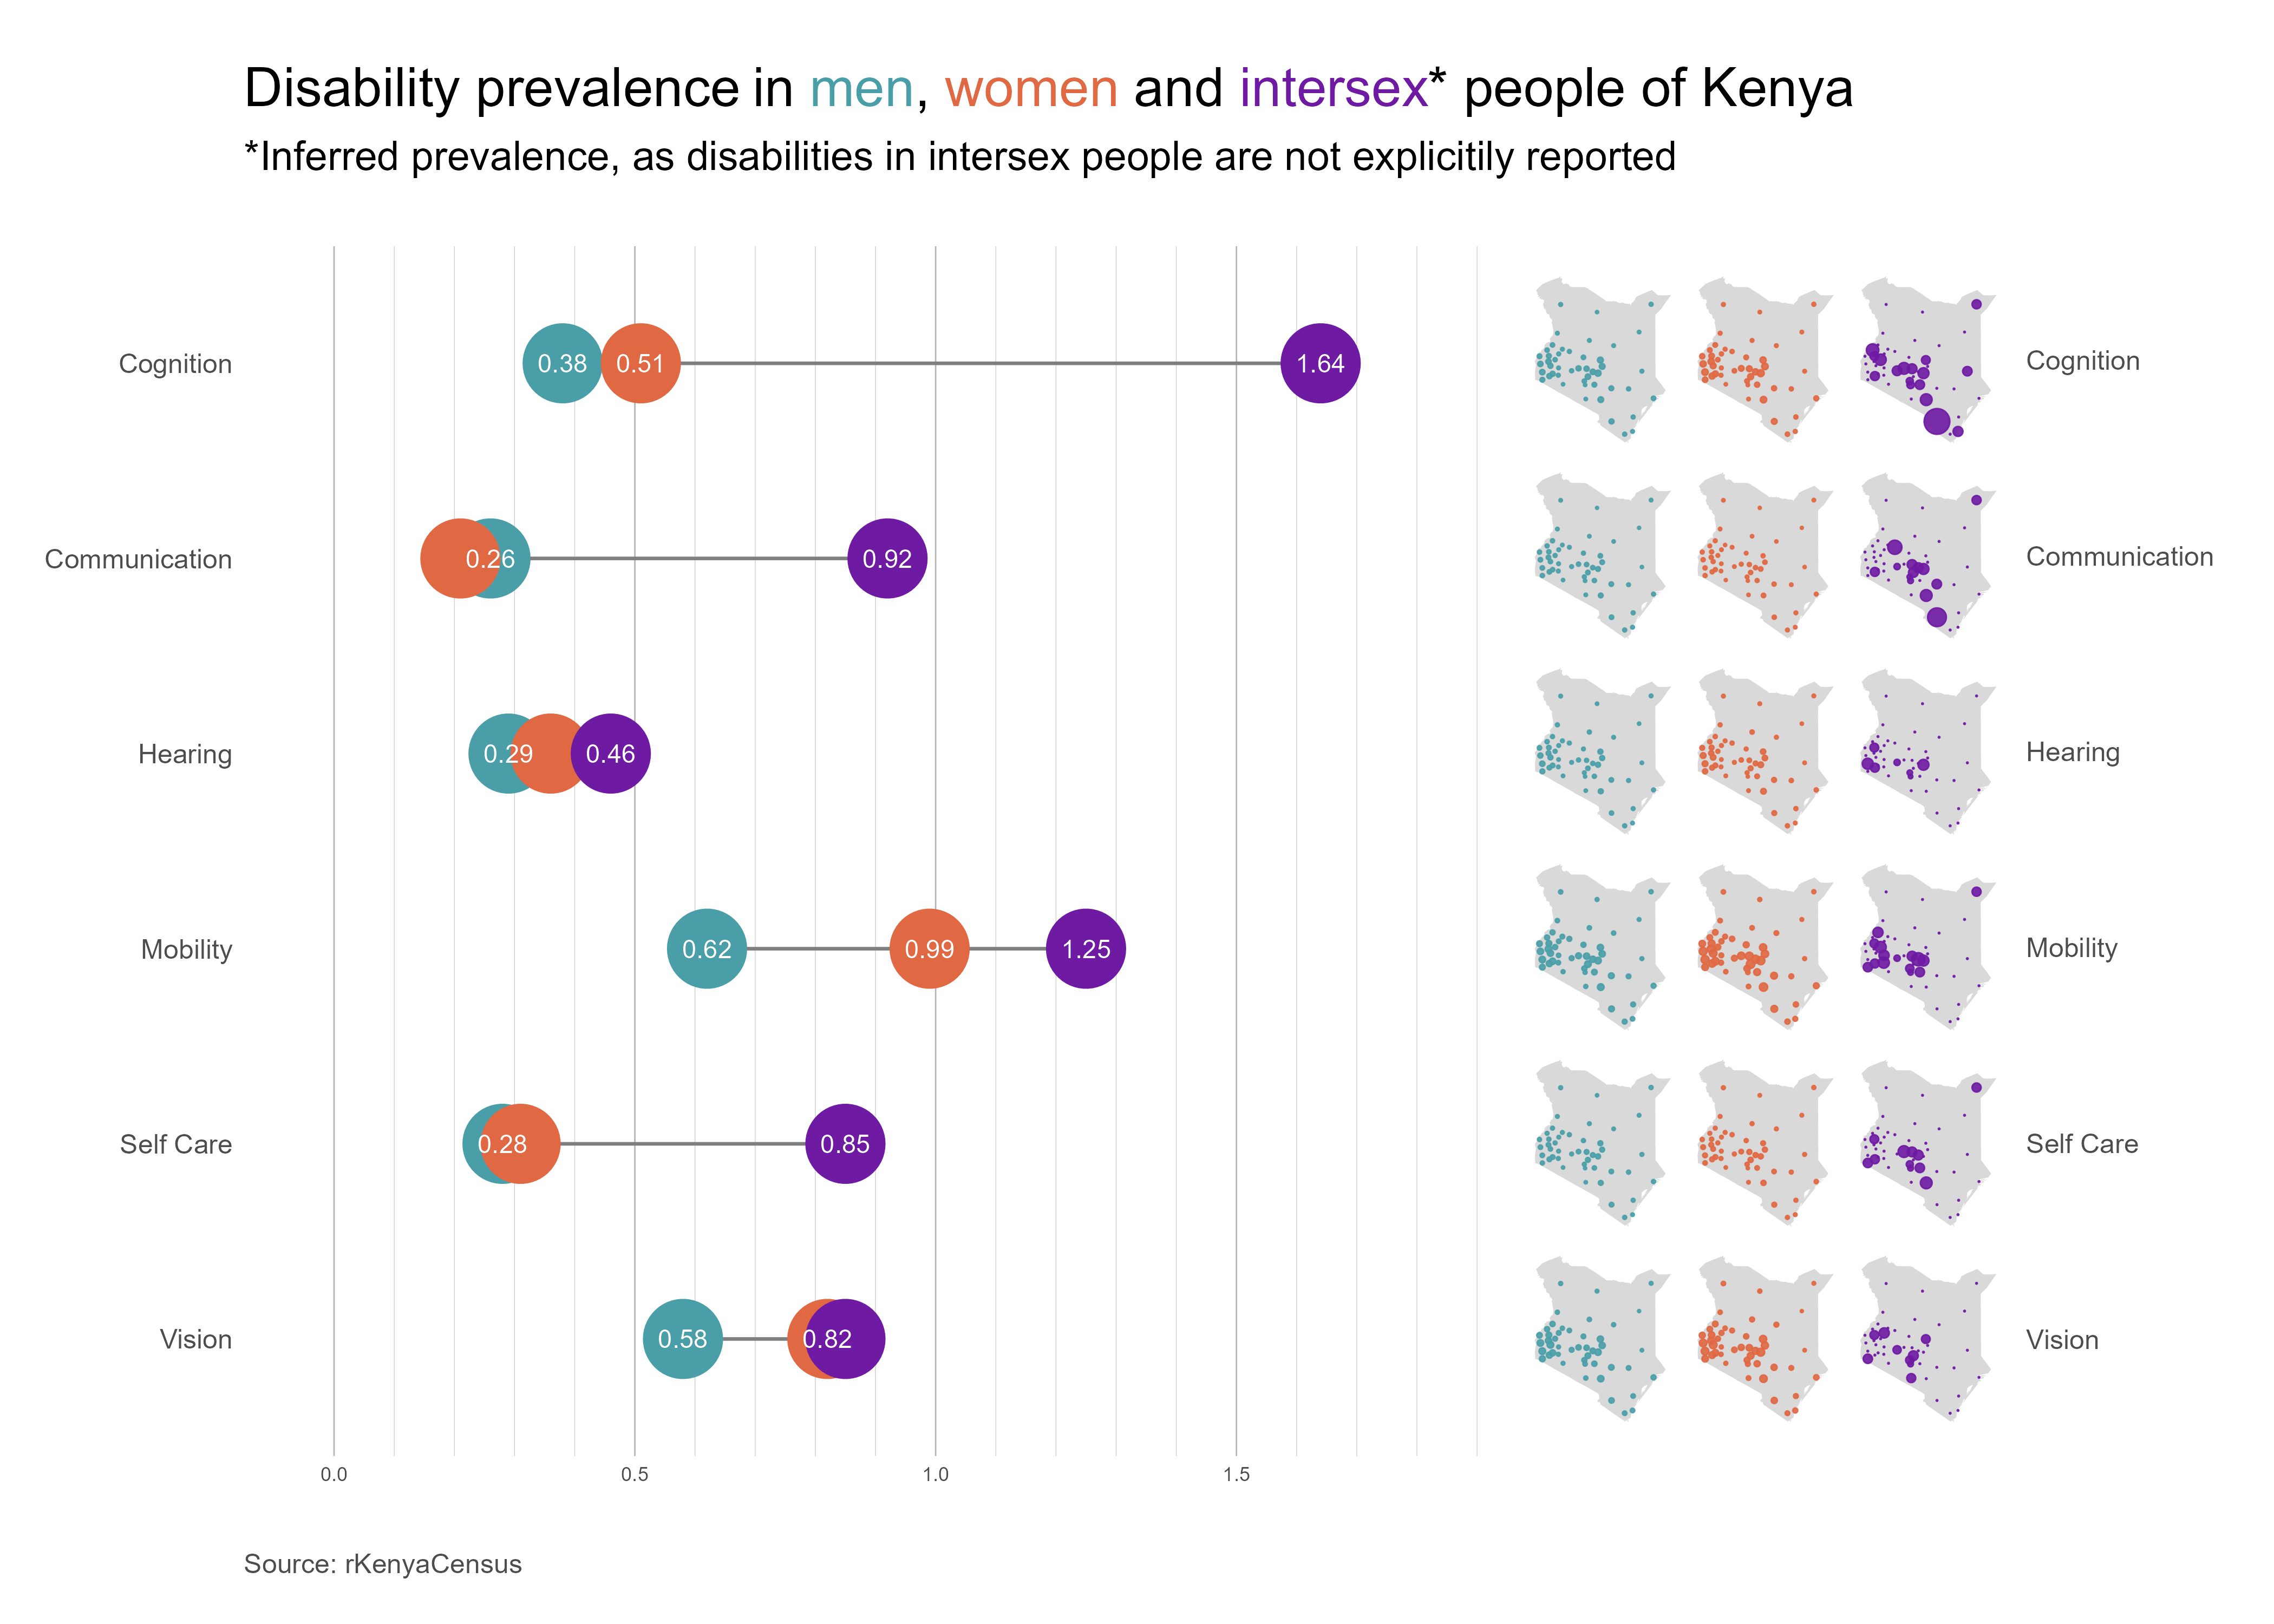 Disability prevalence in men, women and intersex* people of Kenya
*Inferred prevalence, as disabilities in intersex people are not explicitily reported
Cognition
0.38
0.51
1.64
Cognition
Communication
0.26
0.92
Communication
Hearing
0.29
0.46
Hearing
Mobility
0.62
0.99
1.25
Mobility
Self Care
0.28
0.85
Self Care
Vision
0.58
0.82
Vision
0.0
0.5
1.0
1.5
Source: rKenyaCensus